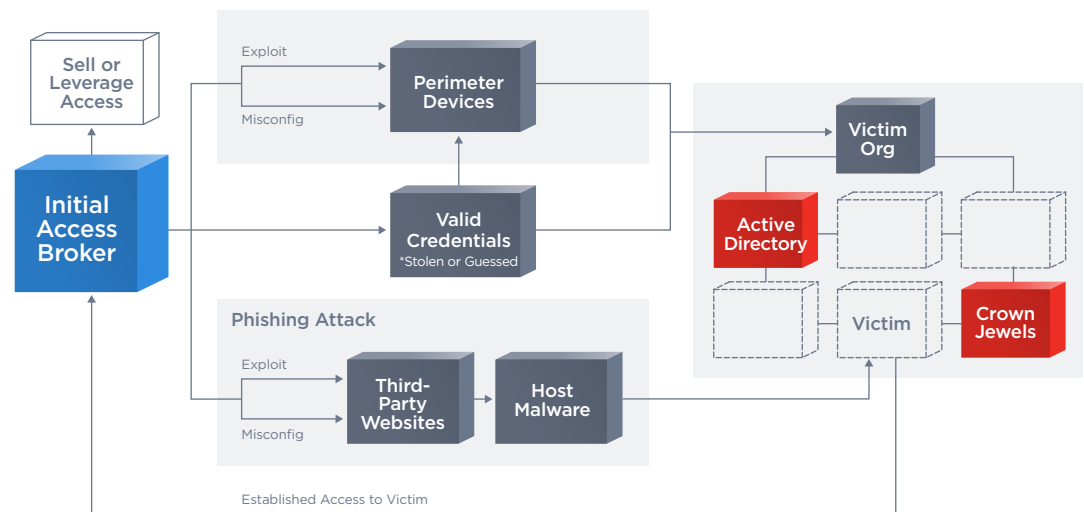 Sell or
Leverage
Access
Initial
Access
Broker
Exploit
Misconfig
Perimeter
Devices
Valid
Credentials
*Stolen or Guessed
Phishing Attack
Exploit
Misconfig
Third-
Party
Websites
Host
Malware
Established Access to Victim
Victim
Org
Active
Directory
Victim
Crown
Jewels